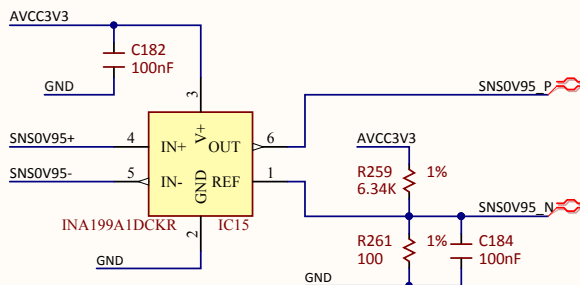 AVCC3V3
C182
100nF
GND
SNS0V95_P
3
V+
SNS0V95+
4
IN+
OUT
6
AVCC3V3
SNS0V95-
5
IN-
GND
REF
1
R259
1%
6.34K
SNS0V95_N
INA199A1DCKR
IC15
2
R261
1%
100
C184
100nF
GND
GND